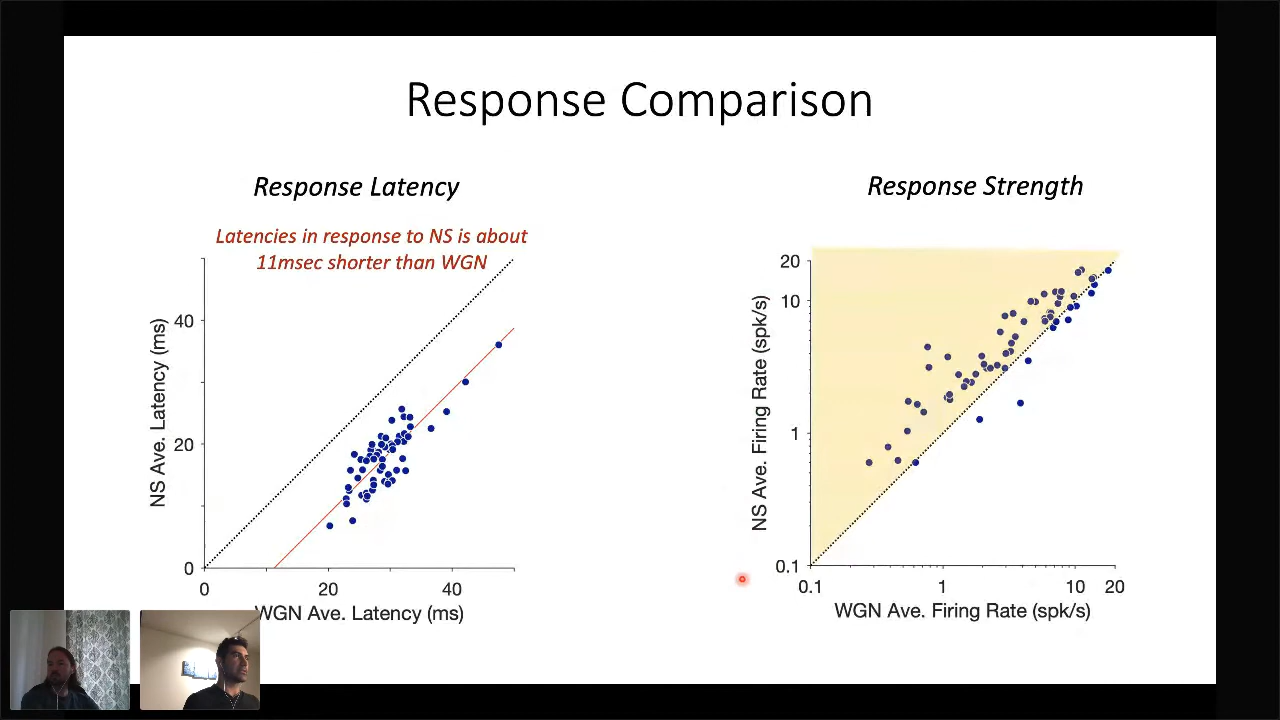 Response Comparison
Response Latency
Latencies in response to NS is about
11msec shorter than WGN
NS Ave. Latency (ms)
40
20
0
0
20
40
WGN Ave. Latency (ms)
Response Strength
NS Ave. Firing Rate (spk/s)
20
10
1
0.1
0.1
1
10
20
WGN Ave. Firing Rate (spk/s)